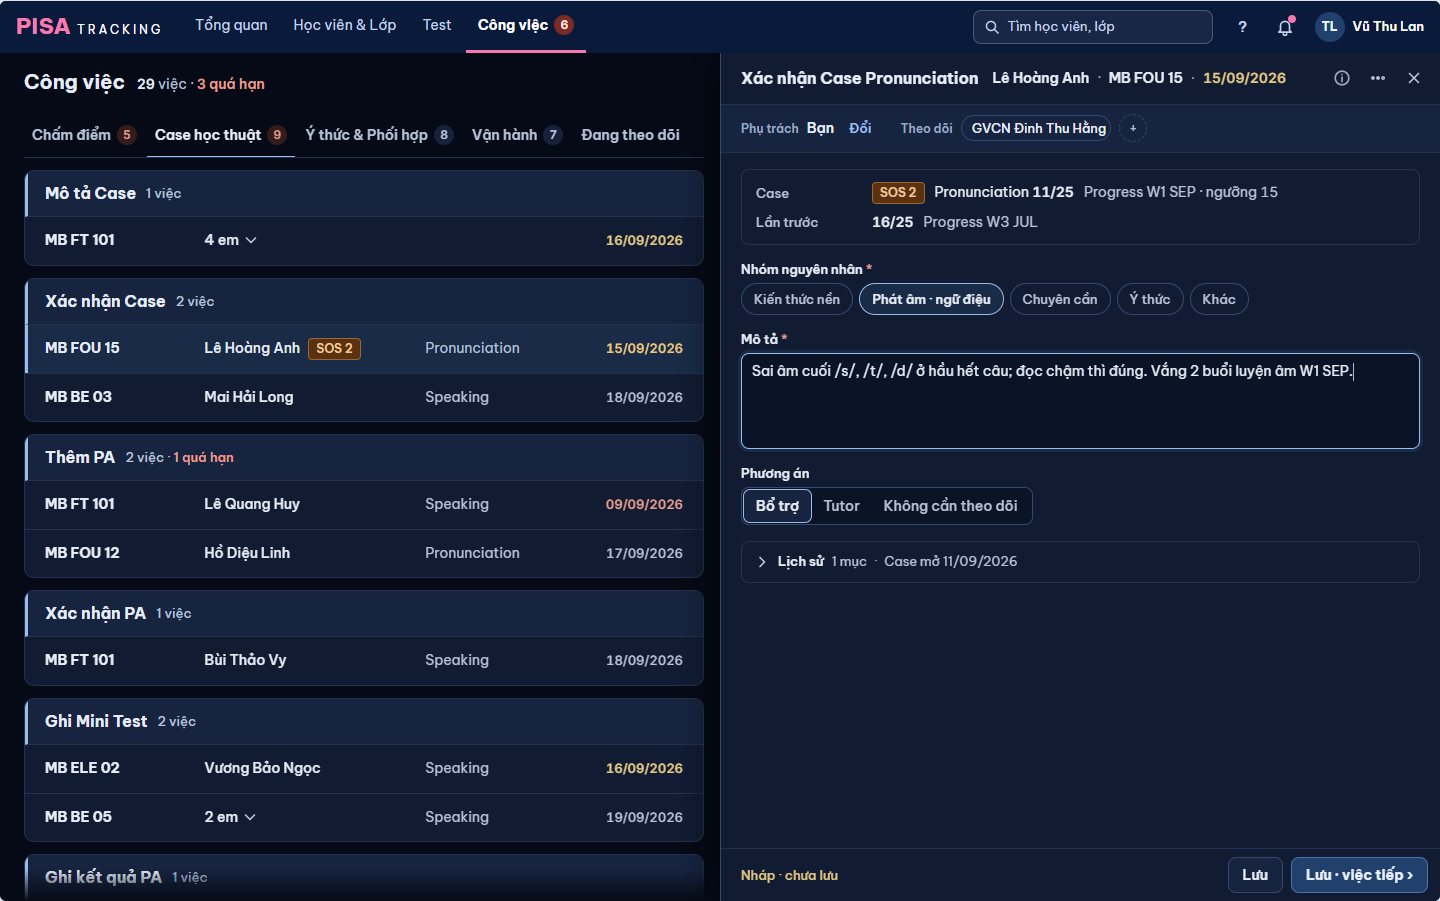 PISA TRACKING Tổng quan Học viên & Lớp Test Công việc 6 Tìm học viên, lớp ? TL Vũ Thu Lan
Công việc 29 việc · 3 quá hạn
Chấm điểm 5 Case học thuật 9 Ý thức & Phối hợp 8 Vận hành 7 Đang theo dõi
Mô tả Case 1 việc
MB FT 101 4 em 16/09/2026
Xác nhận Case 2 việc
MB FOU 15 Lê Hoàng Anh SOS 2 Pronunciation 15/09/2026
MB BE 03 Mai Hải Long Speaking 18/09/2026
Thêm PA 2 việc · 1 quá hạn
MB FT 101 Lê Quang Huy Speaking 09/09/2026
MB FOU 12 Hồ Diệu Linh Pronunciation 17/09/2026
Xác nhận PA 1 việc
MB FT 101 Bùi Thảo Vy Speaking 18/09/2026
Ghi Mini Test 2 việc
MB ELE 02 Vương Bảo Ngọc Speaking 16/09/2026
MB BE 05 2 em Speaking 19/09/2026
Ghi kết quả PA 1 việc
Xác nhận Case Pronunciation Lê Hoàng Anh · MB FOU 15 · 15/09/2026
Phụ trách Bạn Đổi Theo dõi GVCN Đinh Thu Hằng +
Case SOS 2 Pronunciation 11/25 Progress W1 SEP · ngưỡng 15
Lần trước 16/25 Progress W3 JUL
Nhóm nguyên nhân *
Kiến thức nền Phát âm · ngữ điệu Chuyên cần Ý thức Khác
Mô tả *
Sai âm cuối /s/, /t/, /d/ ở hầu hết câu; đọc chậm thì đúng. Vắng 2 buổi luyện âm W1 SEP.
Phương án
Bổ trợ Tutor Không cần theo dõi
Lịch sử 1 mục · Case mở 11/09/2026
Nháp · chưa lưu Lưu Lưu · việc tiếp ›